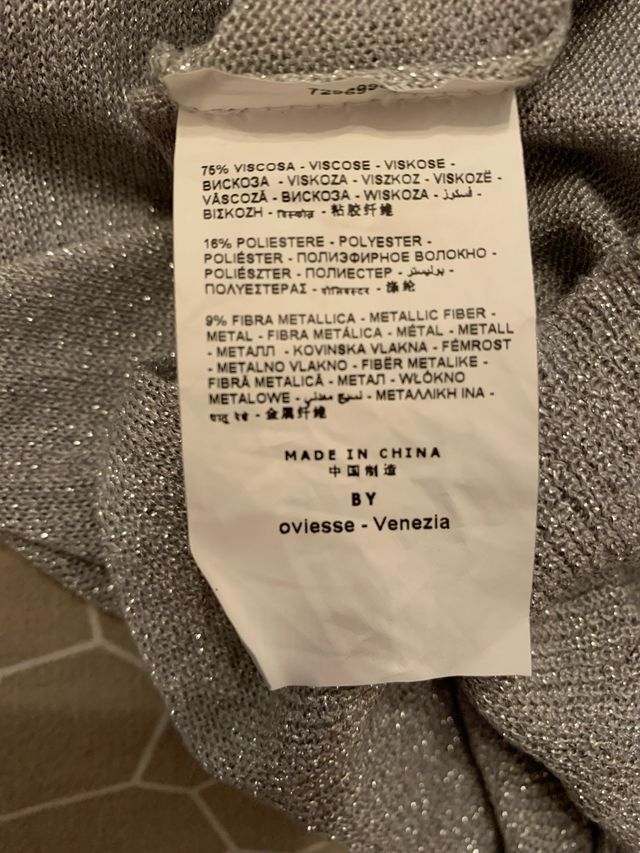 75% VISCOSA - VISCOSE - VISKOSE -
ВИСКОЗА - VISKOZA - VISZKOZ - VISKOZË -
VÂSCOZĂ - ВИСКОЗА - WISKOZA - فسكرز -
ΒΙΣΚΟΖΗ - विस्कोज़ - 粘胶纤维
16% POLIESTERE - POLYESTER -
POLIÉSTER - ПОЛИЭФИРНОЕ ВОЛОКНО -
POLIÉSZTER - ПОЛИЕСТЕР - بوليستر -
ΠΟΛΥΕΣΤΕΡΑΣ - पोलिएस्टर - 涤纶
9% FIBRA METALLICA - METALLIC FIBER -
METAL - FIBRA METÁLICA - MÉTAL - METALL
- МЕТАЛЛ - KOVINSKA VLAKNA - FÉMROST
- METALNO VLAKNO - FIBËR METALIKE -
FIBRĂ METALICĂ - МЕТАЛ - WŁÓKNO
METALOWE - نسيج معدني - ΜΕΤΑΛΛΙΚΗ ΙΝΑ -
धातु रेशे - 金属纤维
MADE IN CHINA
中国制造
BY
oviesse - Venezia